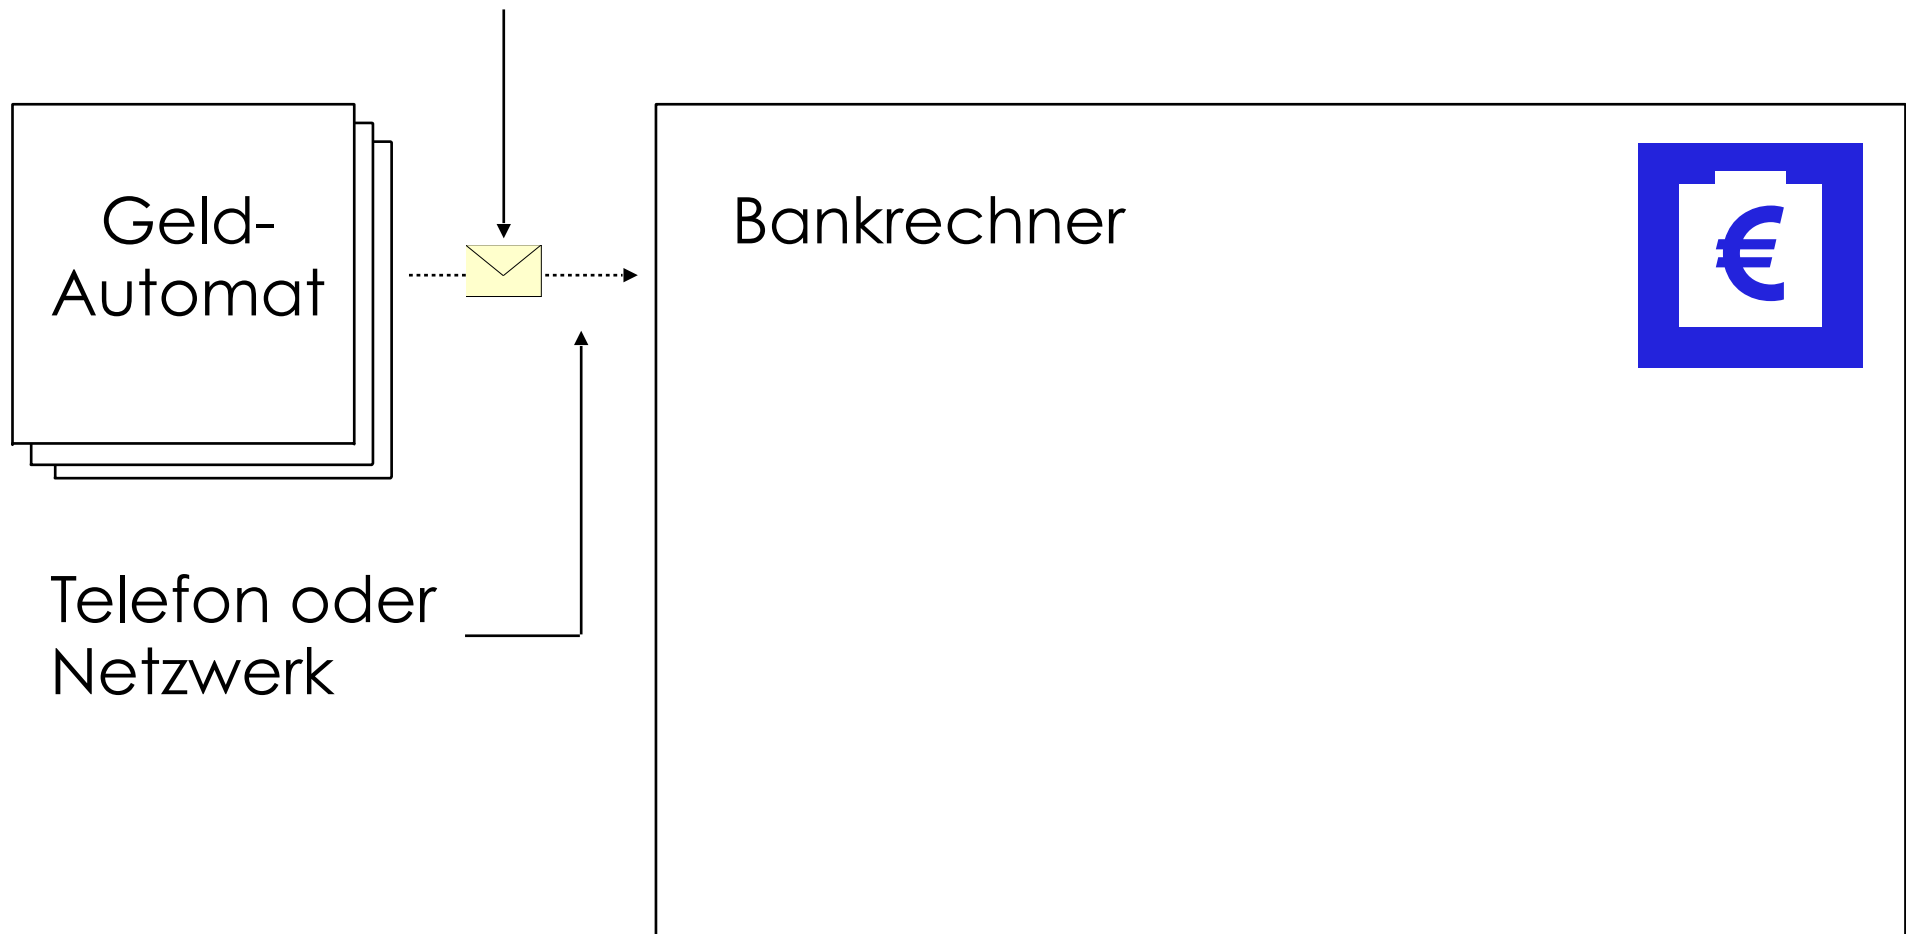 Geld-
Automat
Bankrechner
€
Telefon oder
Netzwerk